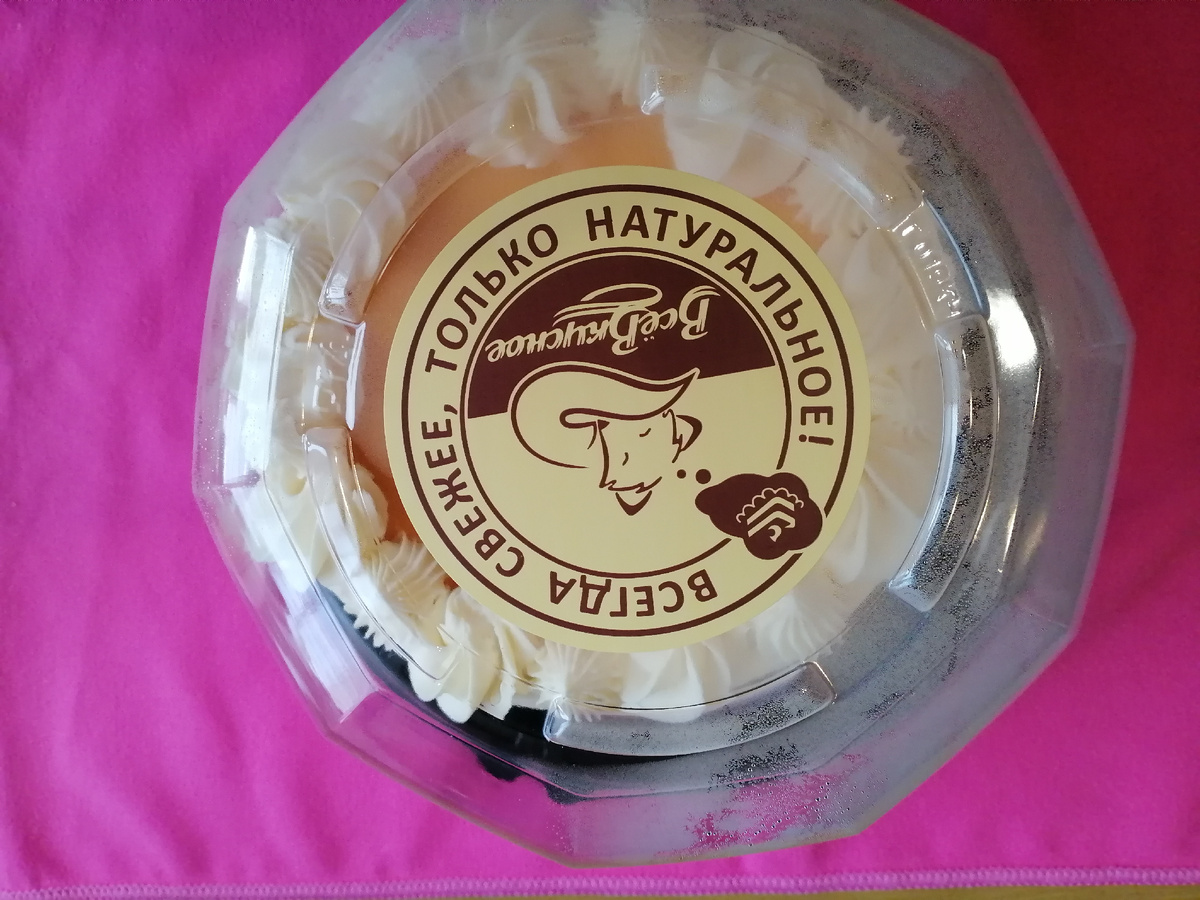 ВСЕГДА СВЕЖЕЕ, ТОЛЬКО НАТУРАЛЬНОЕ!
ВсёВкусное